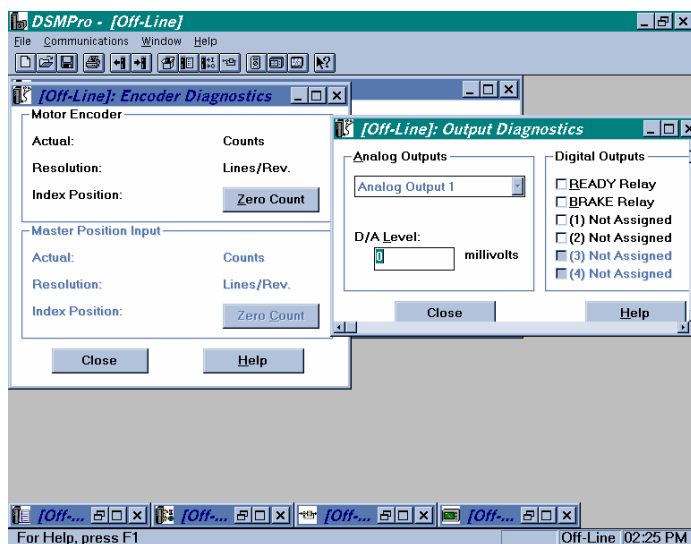 DSMPro - [Off-Line]
File Communications Window Help
[Off-Line]: Encoder Diagnostics
Motor Encoder
Actual: Counts
Resolution: Lines/Rev.
Index Position: Zero Count
Master Position Input
Actual: Counts
Resolution: Lines/Rev.
Index Position: Zero Count
Close Help
[Off-Line]: Output Diagnostics
Analog Outputs
Analog Output 1
D/A Level:
0 millivolts
Digital Outputs
READY Relay
BRAKE Relay
(1) Not Assigned
(2) Not Assigned
(3) Not Assigned
(4) Not Assigned
Close Help
[Off-... [Off-... [Off-... [Off-...
For Help, press F1 Off-Line 02:25 PM